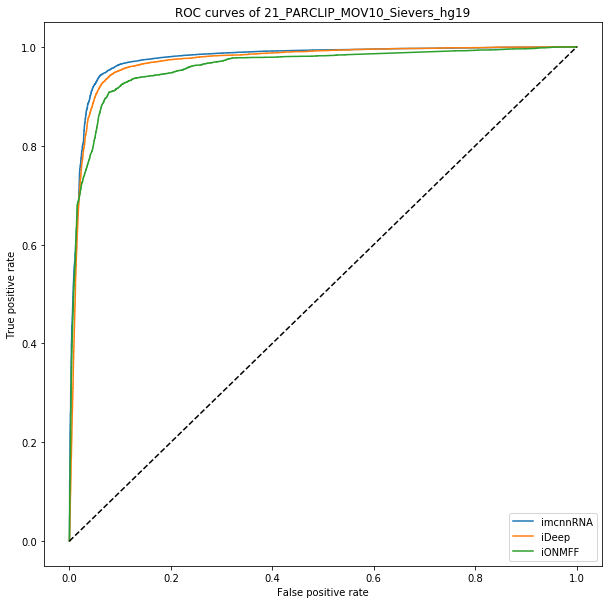 ROC curves of 21_PARCLIP_MOV10_Sievers_hg19
True positive rate
1.0
0.8
0.6
0.4
0.2
0.0
0.0 0.2 0.4 0.6 0.8 1.0
False positive rate
imcnnRNA
iDeep
iONMFF